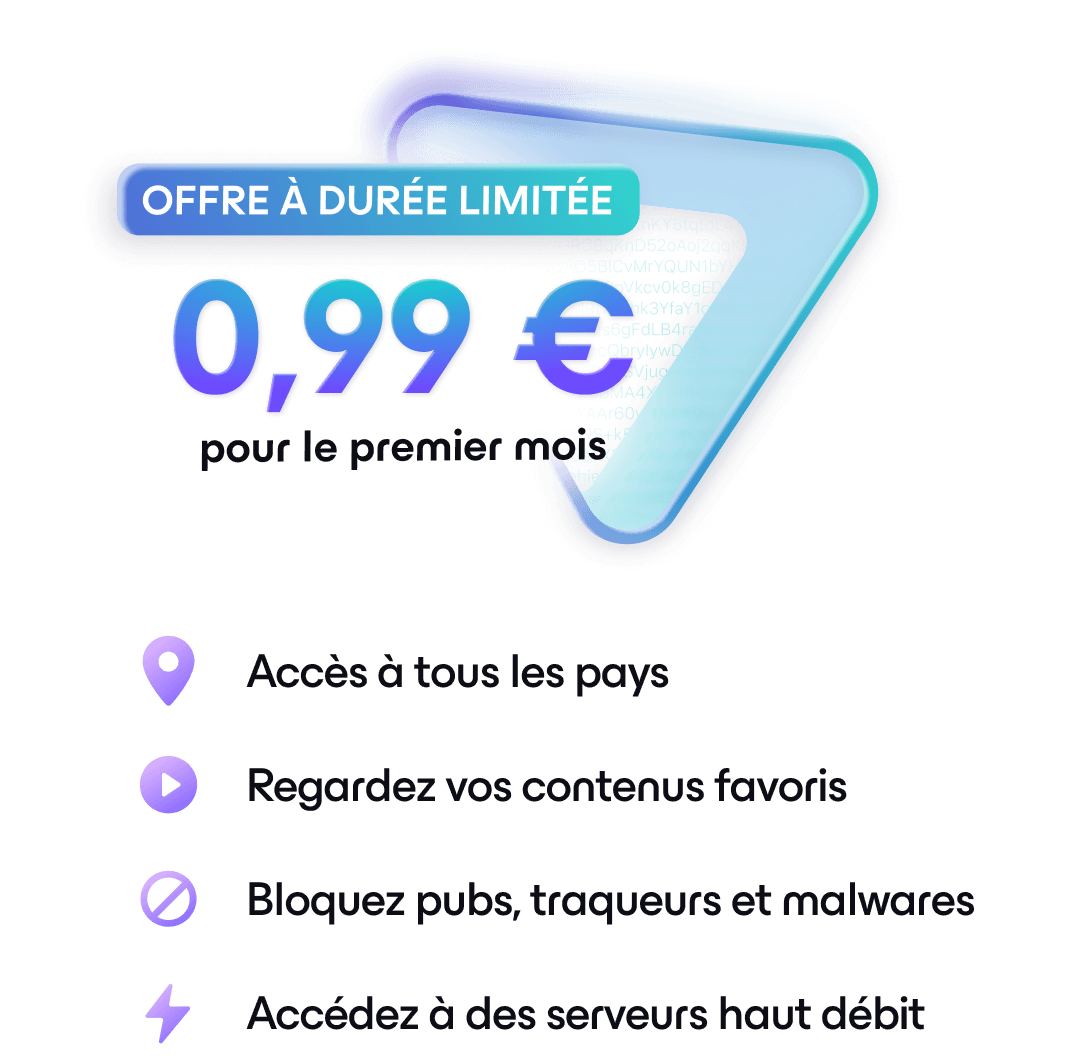 OFFRE À DURÉE LIMITÉE
0,99 €
pour le premier mois
Accès à tous les pays
Regardez vos contenus favoris
Bloquez pubs, traqueurs et malwares
Accédez à des serveurs haut débit